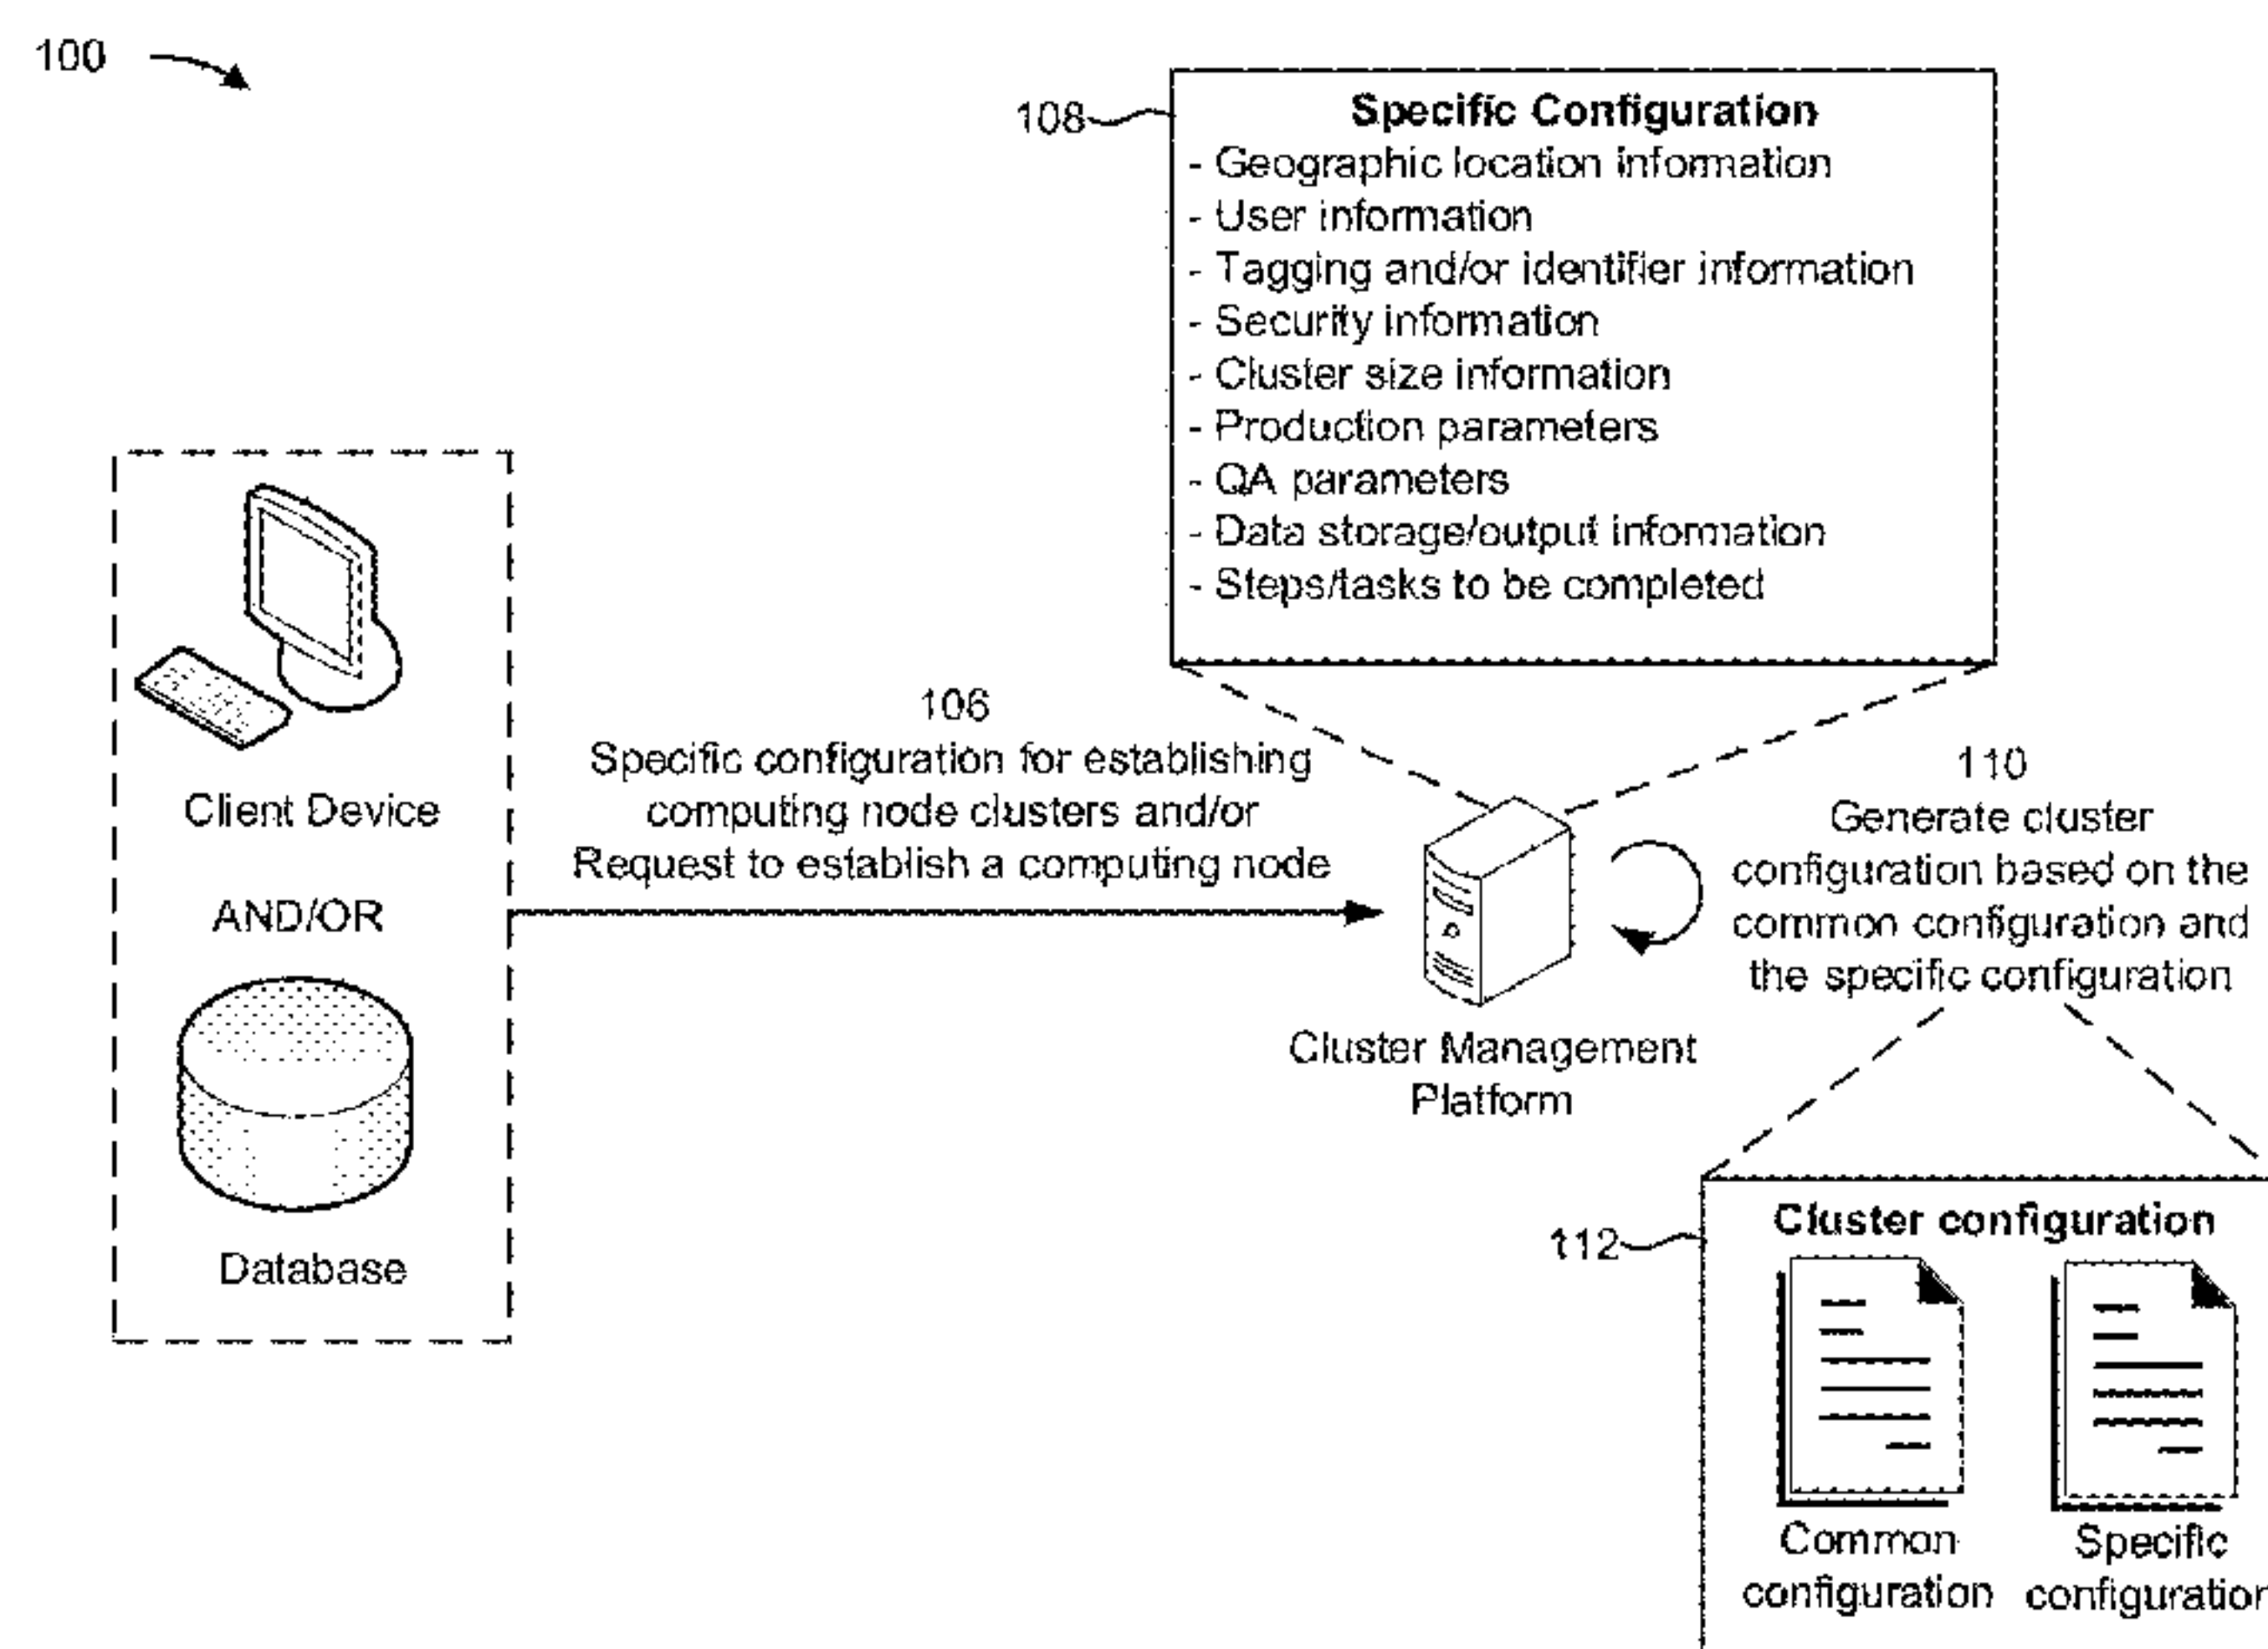 100
108
Specific Configuration
- Geographic location information
- User information
- Tagging and/or identifier information
- Security information
- Cluster size information
- Production parameters
- QA parameters
- Data storage/output information
- Steps/tasks to be completed
Client Device
AND/OR
Database
106
Specific configuration for establishing
computing node clusters and/or
Request to establish a computing node
Cluster Management
Platform
110
Generate cluster
configuration based on the
common configuration and
the specific configuration
112
Cluster configuration
Common
configuration
Specific
configuration